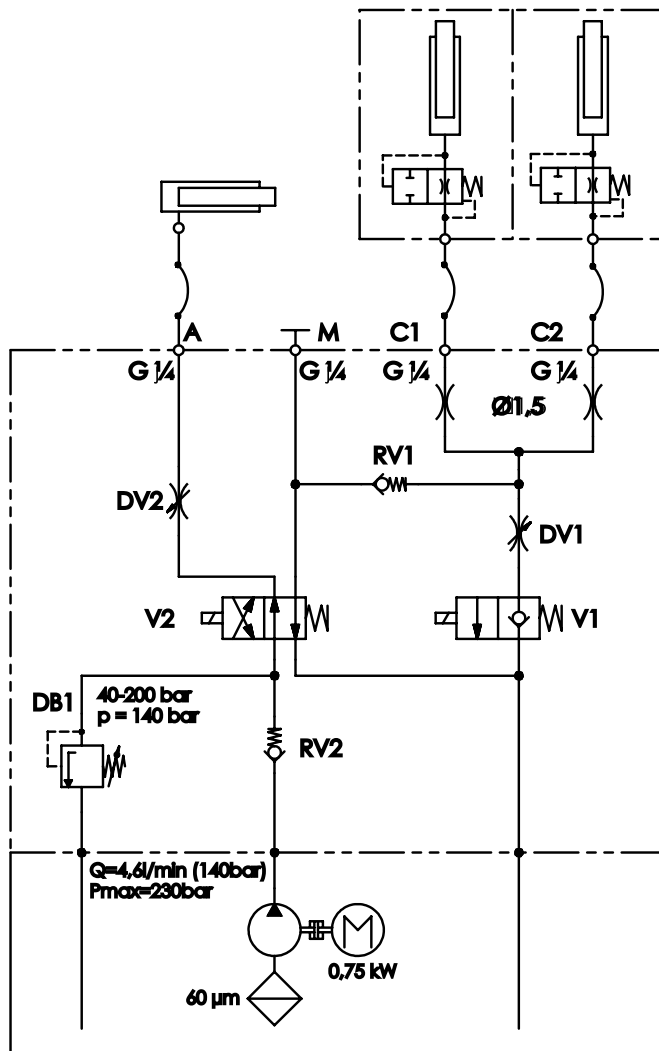 A
M
C1
C2
G 1/4
G 1/4
G 1/4
G 1/4
Ø1,5
RV1
DV2
DV1
V2
V1
DB1
40-200 bar
p = 140 bar
RV2
Q=4,6l/min (140bar)
Pmax=230bar
M
0,75 kW
60 µm